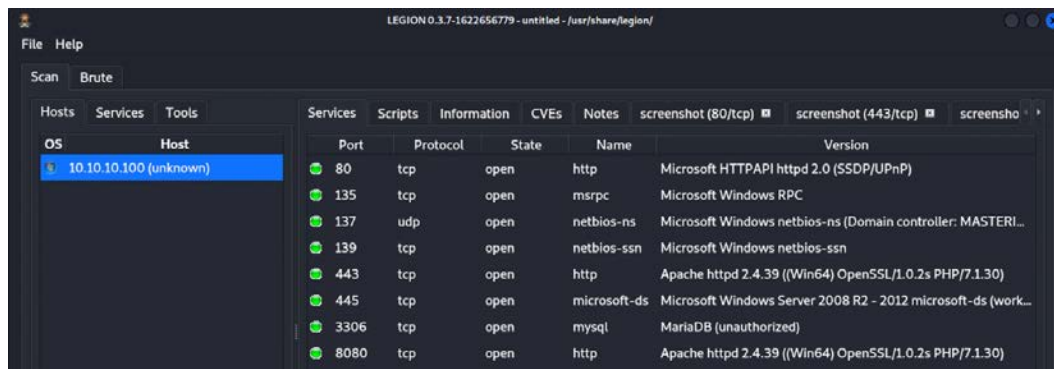 LEGION 0.3.7-1622656779 - untitled - /usr/share/legion/
File Help
Scan Brute
Hosts Services Tools Services Scripts Information CVEs Notes screenshot (80/tcp) screenshot (443/tcp) screensho
OS Host Port Protocol State Name Version
10.10.10.100 (unknown) 80 tcp open http Microsoft HTTPAPI httpd 2.0 (SSDP/UPnP)
135 tcp open msrpc Microsoft Windows RPC
137 udp open netbios-ns Microsoft Windows netbios-ns (Domain controller: MASTERI...
139 tcp open netbios-ssn Microsoft Windows netbios-ssn
443 tcp open http Apache httpd 2.4.39 ((Win64) OpenSSL/1.0.2s PHP/7.1.30)
445 tcp open microsoft-ds Microsoft Windows Server 2008 R2 - 2012 microsoft-ds (work...
3306 tcp open mysql MariaDB (unauthorized)
8080 tcp open http Apache httpd 2.4.39 ((Win64) OpenSSL/1.0.2s PHP/7.1.30)